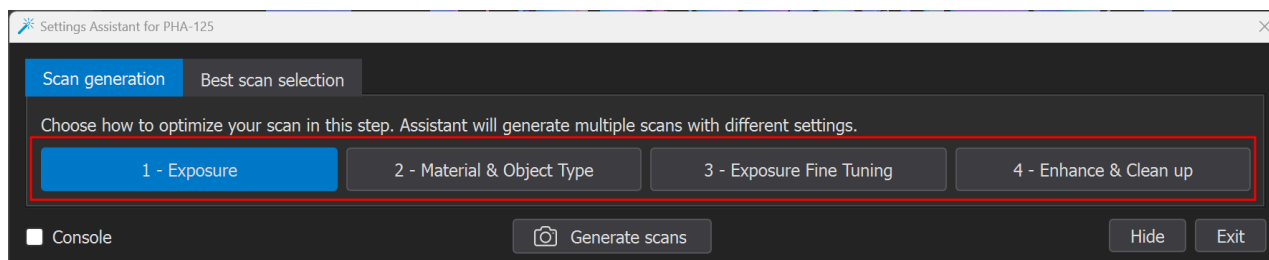 Settings Assistant for PHA-125
Scan generation Best scan selection
Choose how to optimize your scan in this step. Assistant will generate multiple scans with different settings.
1 - Exposure 2 - Material & Object Type 3 - Exposure Fine Tuning 4 - Enhance & Clean up
Console Generate scans Hide Exit